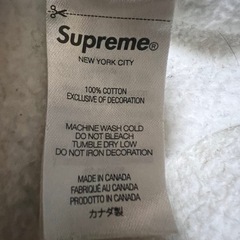 Supreme®
NEW YORK CITY
100% COTTON
EXCLUSIVE OF DECORATION
MACHINE WASH COLD
DO NOT BLEACH
TUMBLE DRY LOW
DO NOT IRON DECORATION
MADE IN CANADA
FABRIQUÉ AU CANADA
PRODOTTO IN CANADA
カナダ製